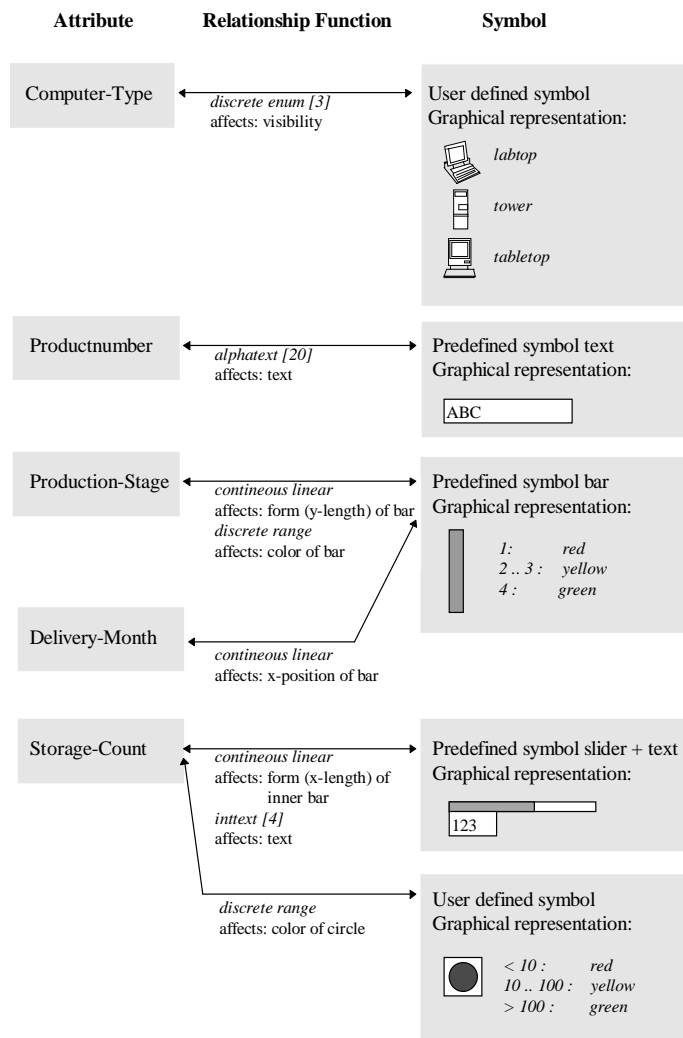 Attribute Relationship Function Symbol
Computer-Type
discrete enum [3]
affects: visibility
User defined symbol
Graphical representation:
labtop
tower
tabletop
Productnumber
alphatext [20]
affects: text
Predefined symbol text
Graphical representation:
ABC
Production-Stage
contineous linear
affects: form (y-length) of bar
discrete range
affects: color of bar
Predefined symbol bar
Graphical representation:
1: red
2 .. 3 : yellow
4 : green
Delivery-Month
contineous linear
affects: x-position of bar
Storage-Count
contineous linear
affects: form (x-length) of
inner bar
inttext [4]
affects: text
Predefined symbol slider + text
Graphical representation:
123
discrete range
affects: color of circle
User defined symbol
Graphical representation:
< 10 : red
10 .. 100 : yellow
> 100 : green